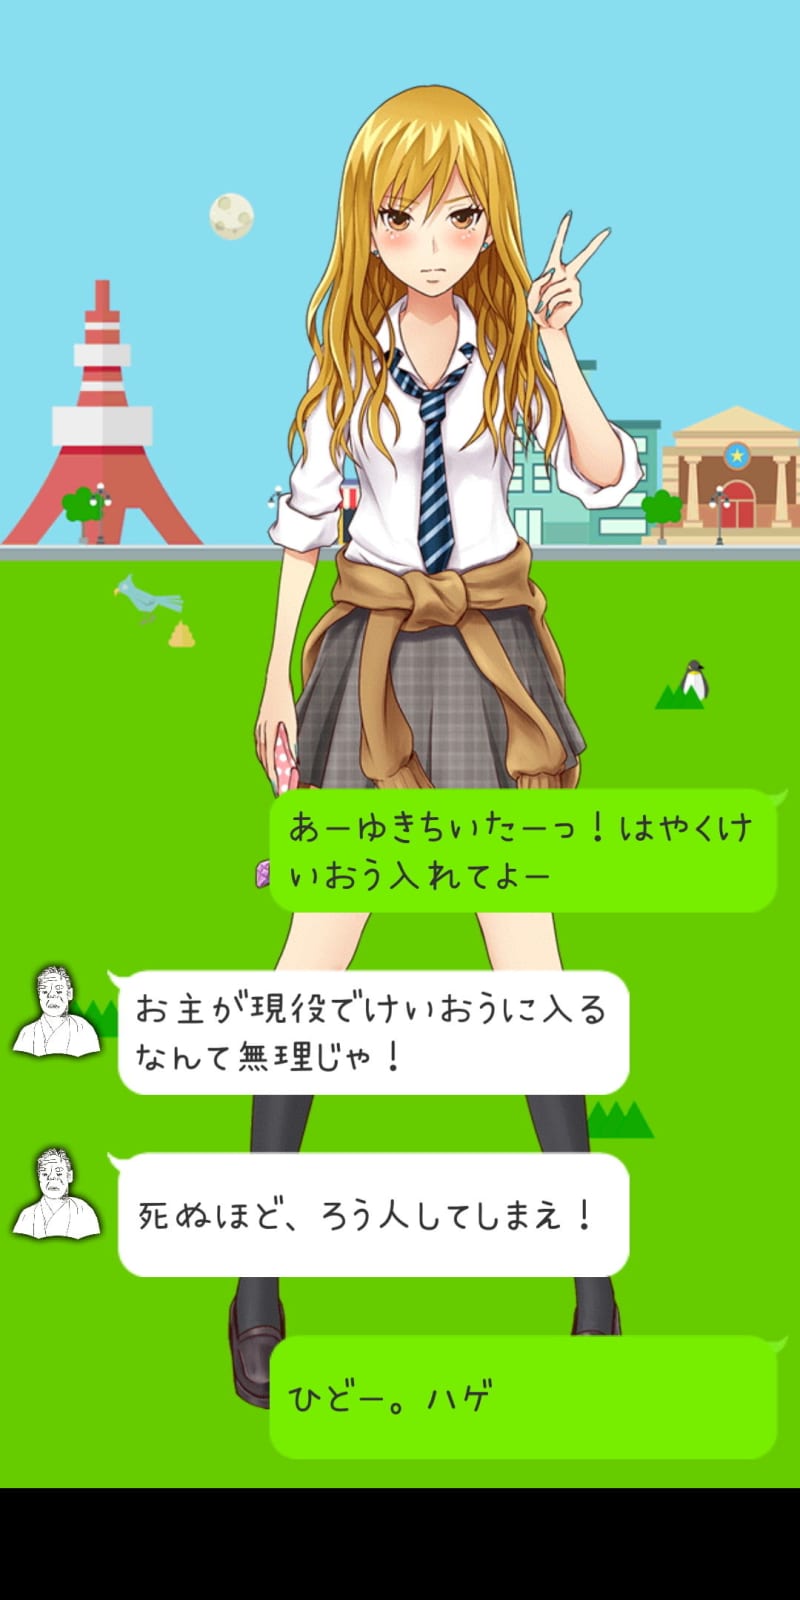 あーゆきちいたーっ！はやくけ
いおう入れてよー
お主が現役でけいおうに入る
なんて無理じゃ！
死ぬほど、ろう人してしまえ！
ひどー。ハゲ